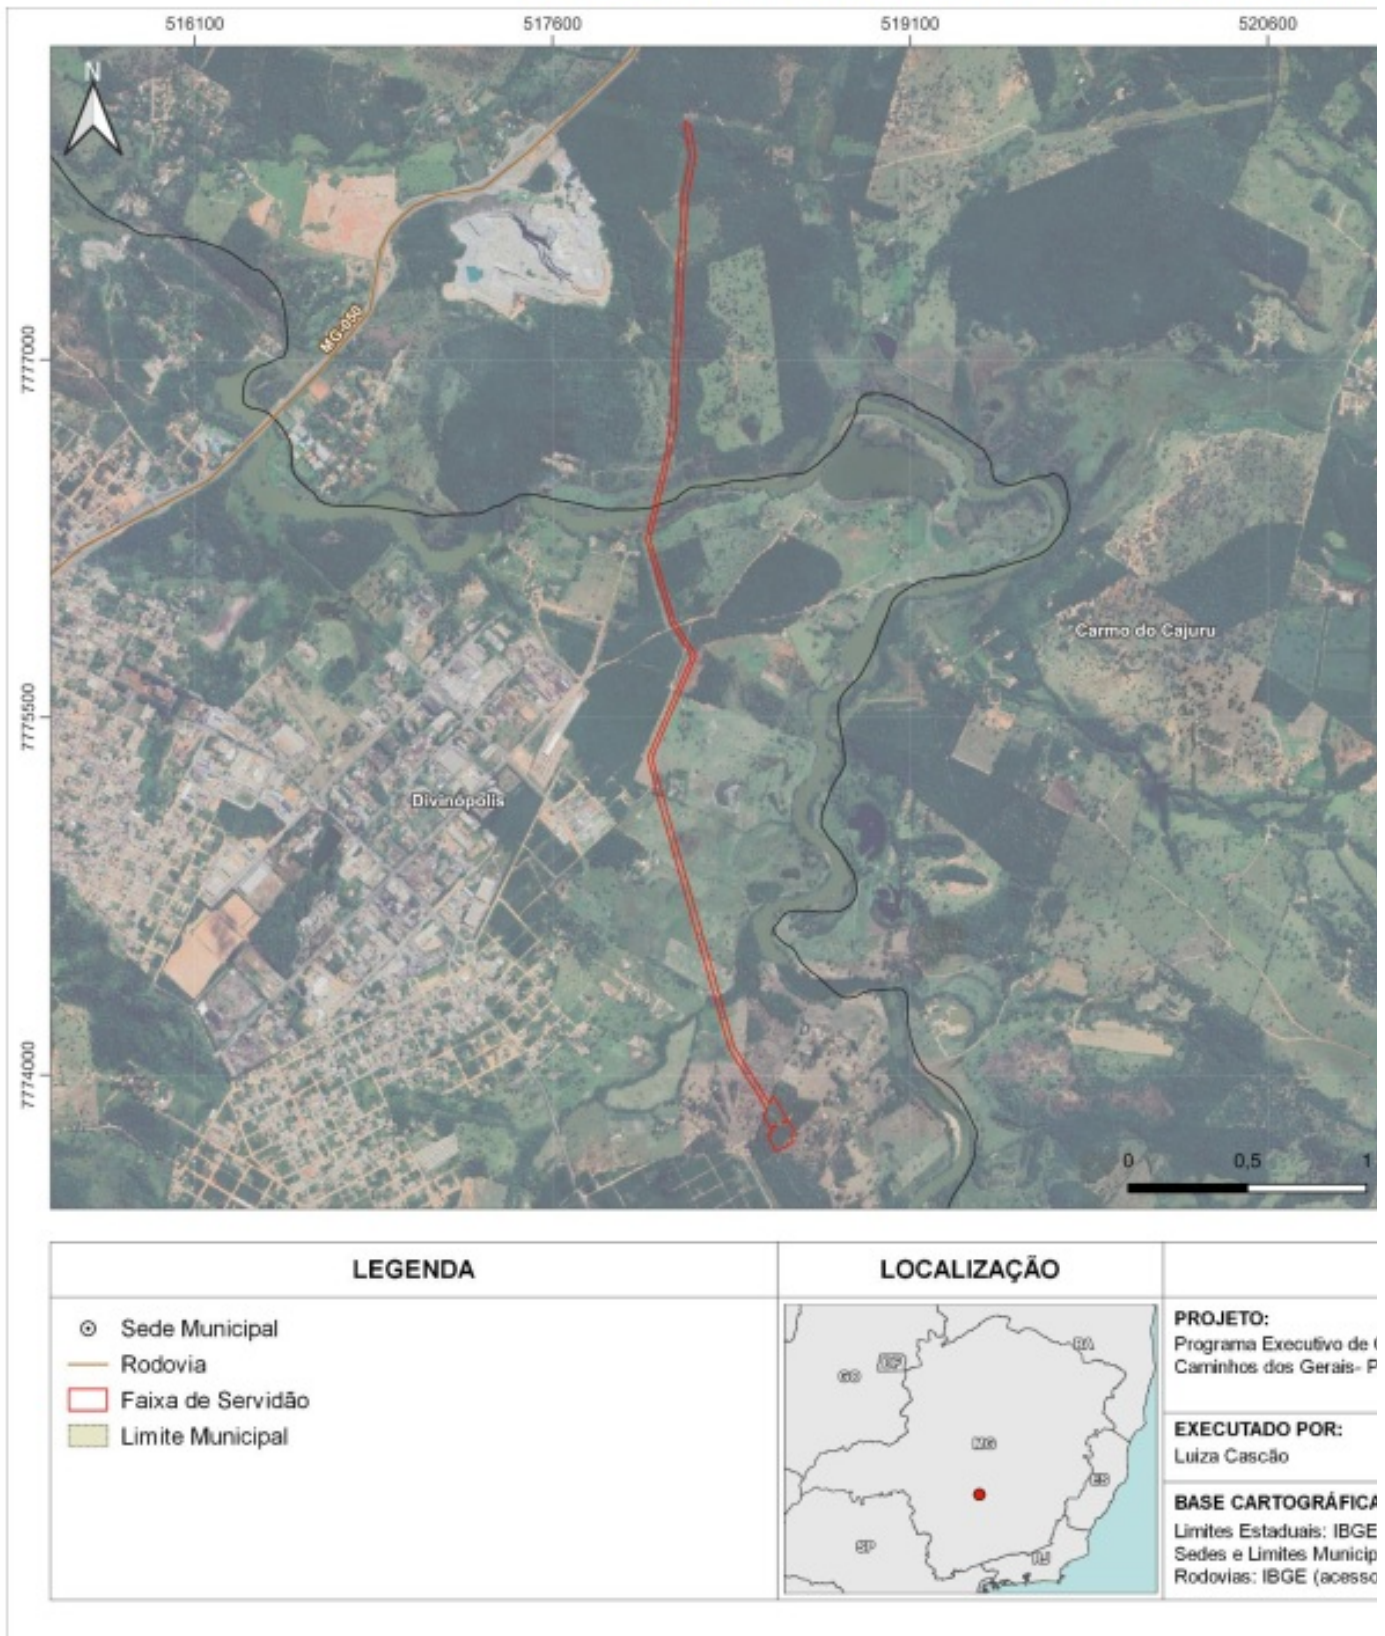 516100
517600
519100
520600
N
MG-050
7777000
Carmo do Cajuru
7775500
Divinópolis
7774000
0 0,5 1
LEGENDA
Sede Municipal
Rodovia
Faixa de Servidão
Limite Municipal
LOCALIZAÇÃO
BA
DF
GO
MG
ES
SP
RJ
PROJETO:
Programa Executivo de
Caminhos dos Gerais- P
EXECUTADO POR:
Luiza Cascão
BASE CARTOGRÁFICA
Limites Estaduais: IBGE
Sedes e Limites Municip
Rodovias: IBGE (acesso